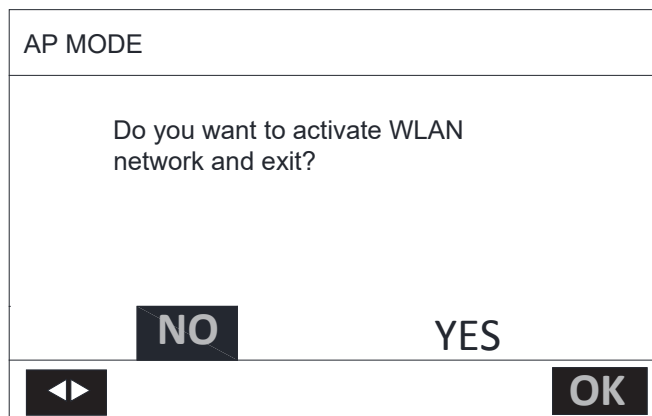 AP MODE
Do you want to activate WLAN
network and exit?
NO YES
OK